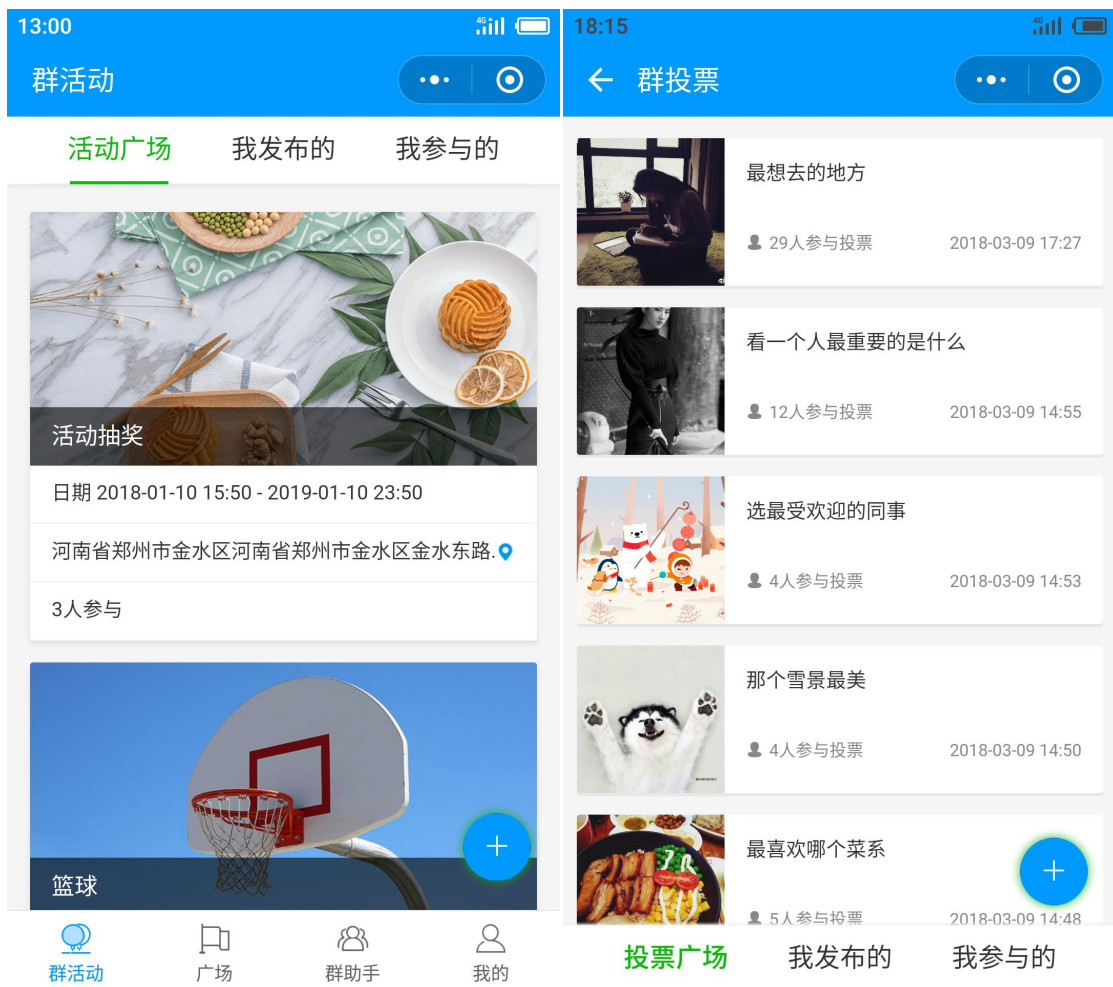 13:00
4G
群活动
活动广场 我发布的 我参与的
活动抽奖
日期 2018-01-10 15:50 - 2019-01-10 23:50
河南省郑州市金水区河南省郑州市金水区金水东路.
3人参与
篮球
群活动 广场 群助手 我的
18:15
4G
群投票
最想去的地方
29人参与投票 2018-03-09 17:27
看一个人最重要的是什么
12人参与投票 2018-03-09 14:55
选最受欢迎的同事
4人参与投票 2018-03-09 14:53
那个雪景最美
4人参与投票 2018-03-09 14:50
最喜欢哪个菜系
5人参与投票 2018-03-09 14:48
投票广场 我发布的 我参与的